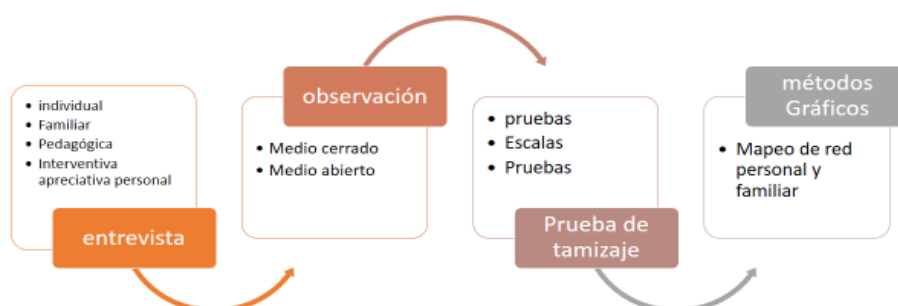 individual
Familiar
Pedagógica
Interventiva
apreciativa personal
entrevista
observación
Medio cerrado
Medio abierto
pruebas
Escalas
Pruebas
Prueba de
tamizaje
métodos
Gráficos
Mapeo de red
personal y
familiar